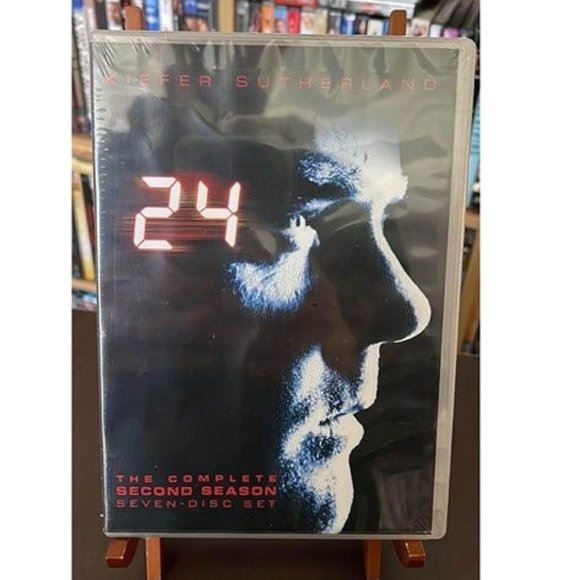 KIEFER SUTHERLAND
24
THE COMPLETE
SECOND SEASON
SEVEN-DISC SET